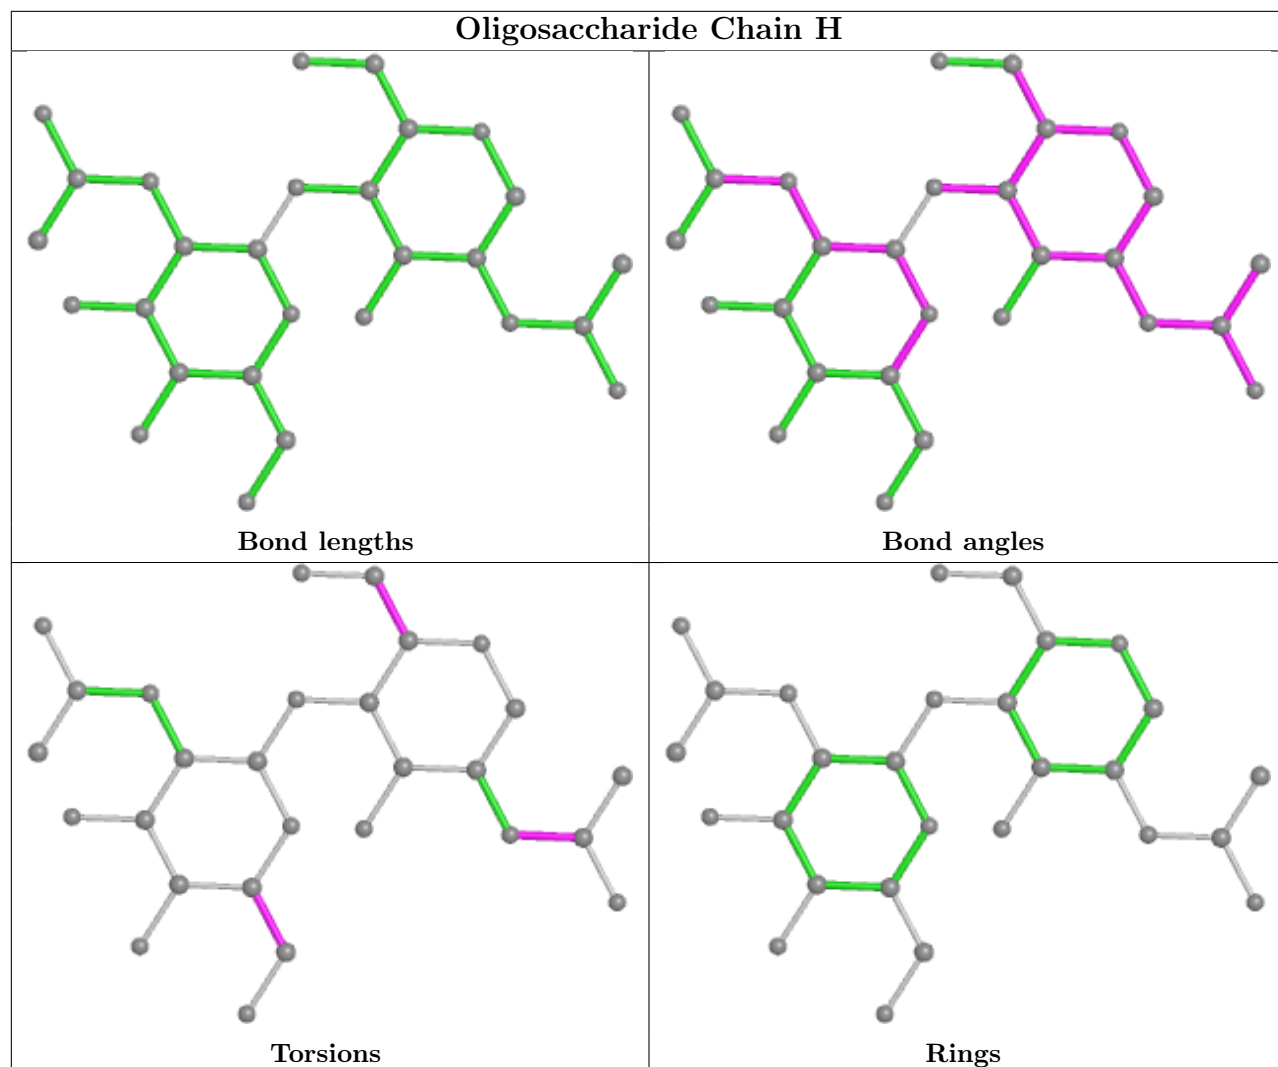 Oligosaccharide Chain H
Bond lengths
Bond angles
Torsions
Rings